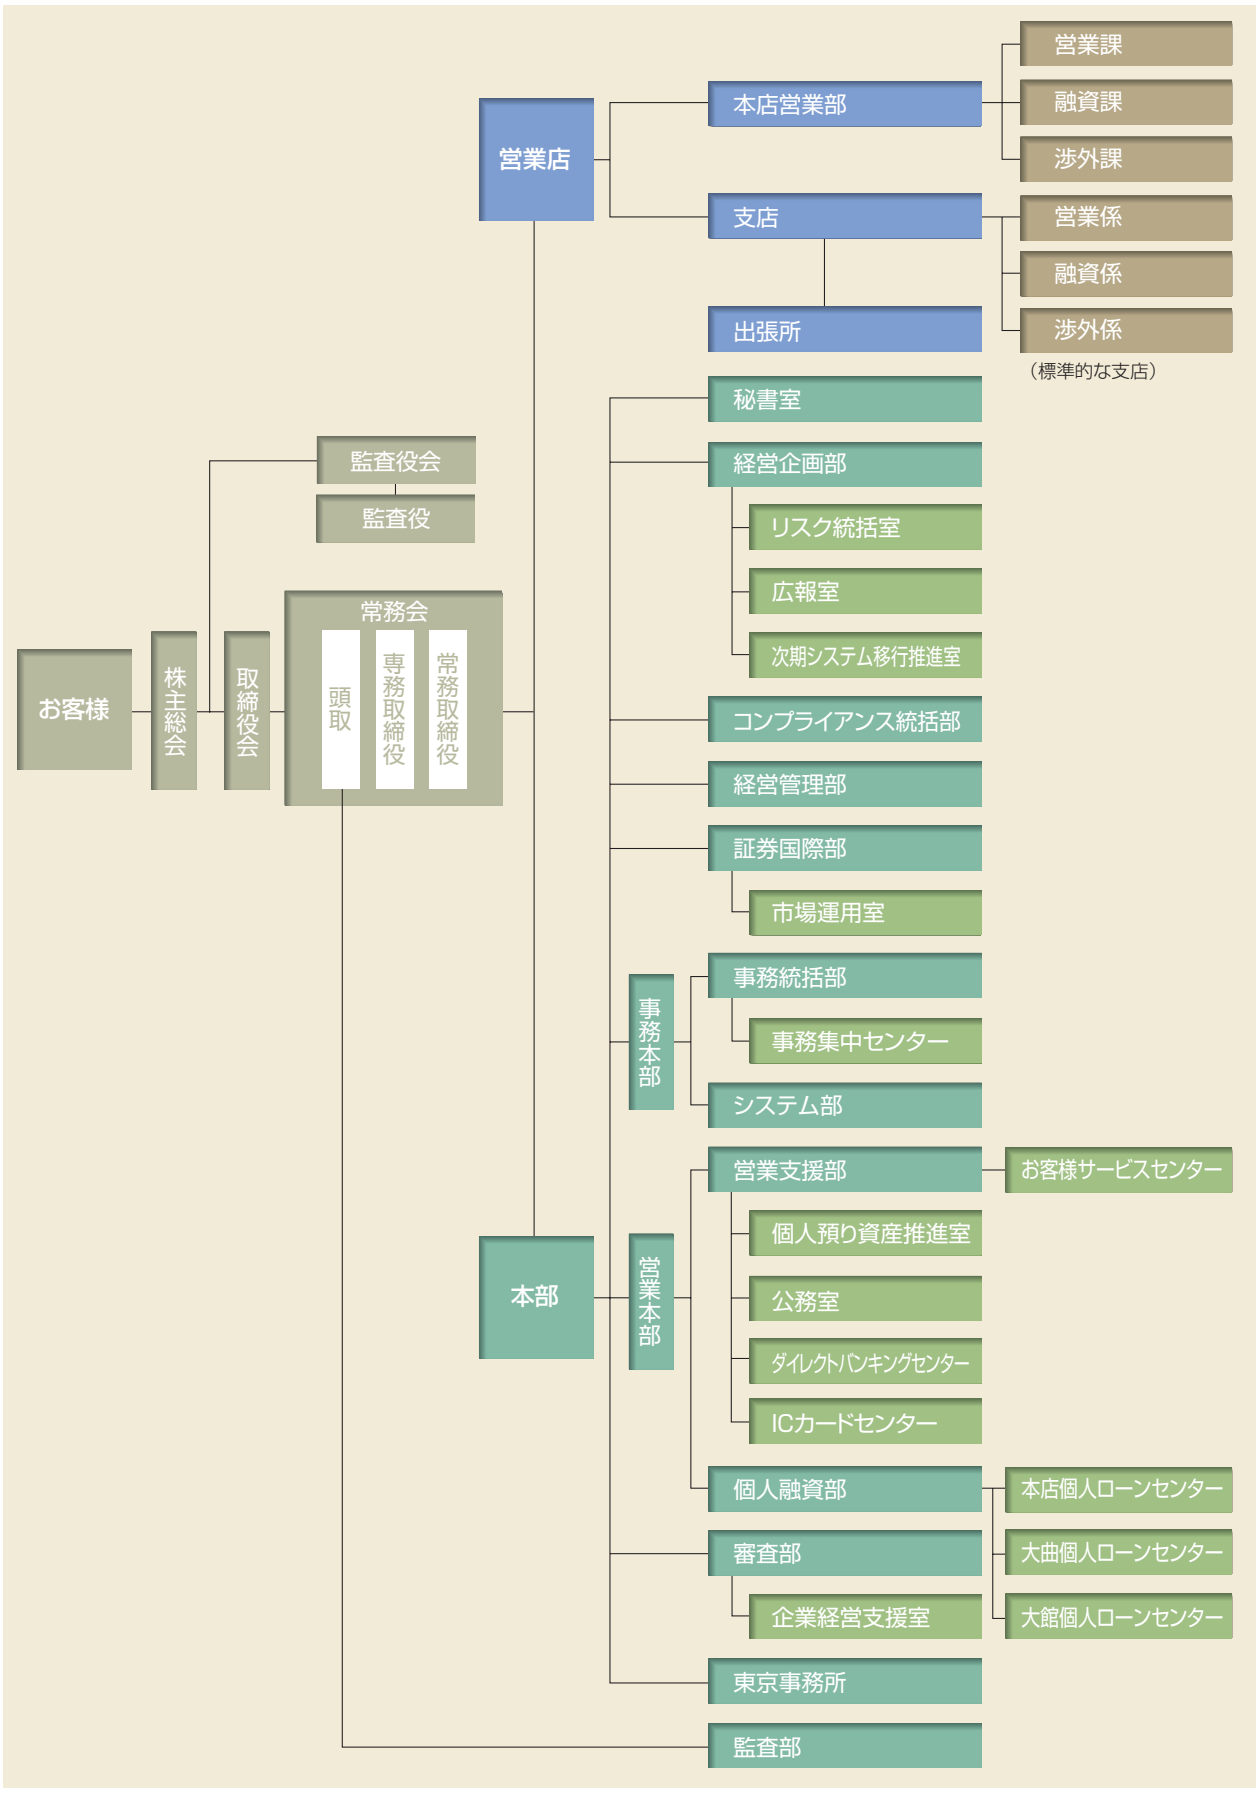 お客様
株主総会
取締役会
監査役会
監査役
常務会
頭取
専務取締役
常務取締役
営業店
本店営業部
営業課
融資課
渉外課
支店
営業係
融資係
渉外係
（標準的な支店）
出張所
本部
秘書室
経営企画部
リスク統括室
広報室
次期システム移行推進室
コンプライアンス統括部
経営管理部
証券国際部
市場運用室
事務本部
事務統括部
事務集中センター
システム部
営業本部
営業支援部
お客様サービスセンター
個人預り資産推進室
公務室
ダイレクトバンキングセンター
ICカードセンター
個人融資部
本店個人ローンセンター
大曲個人ローンセンター
大館個人ローンセンター
審査部
企業経営支援室
東京事務所
監査部